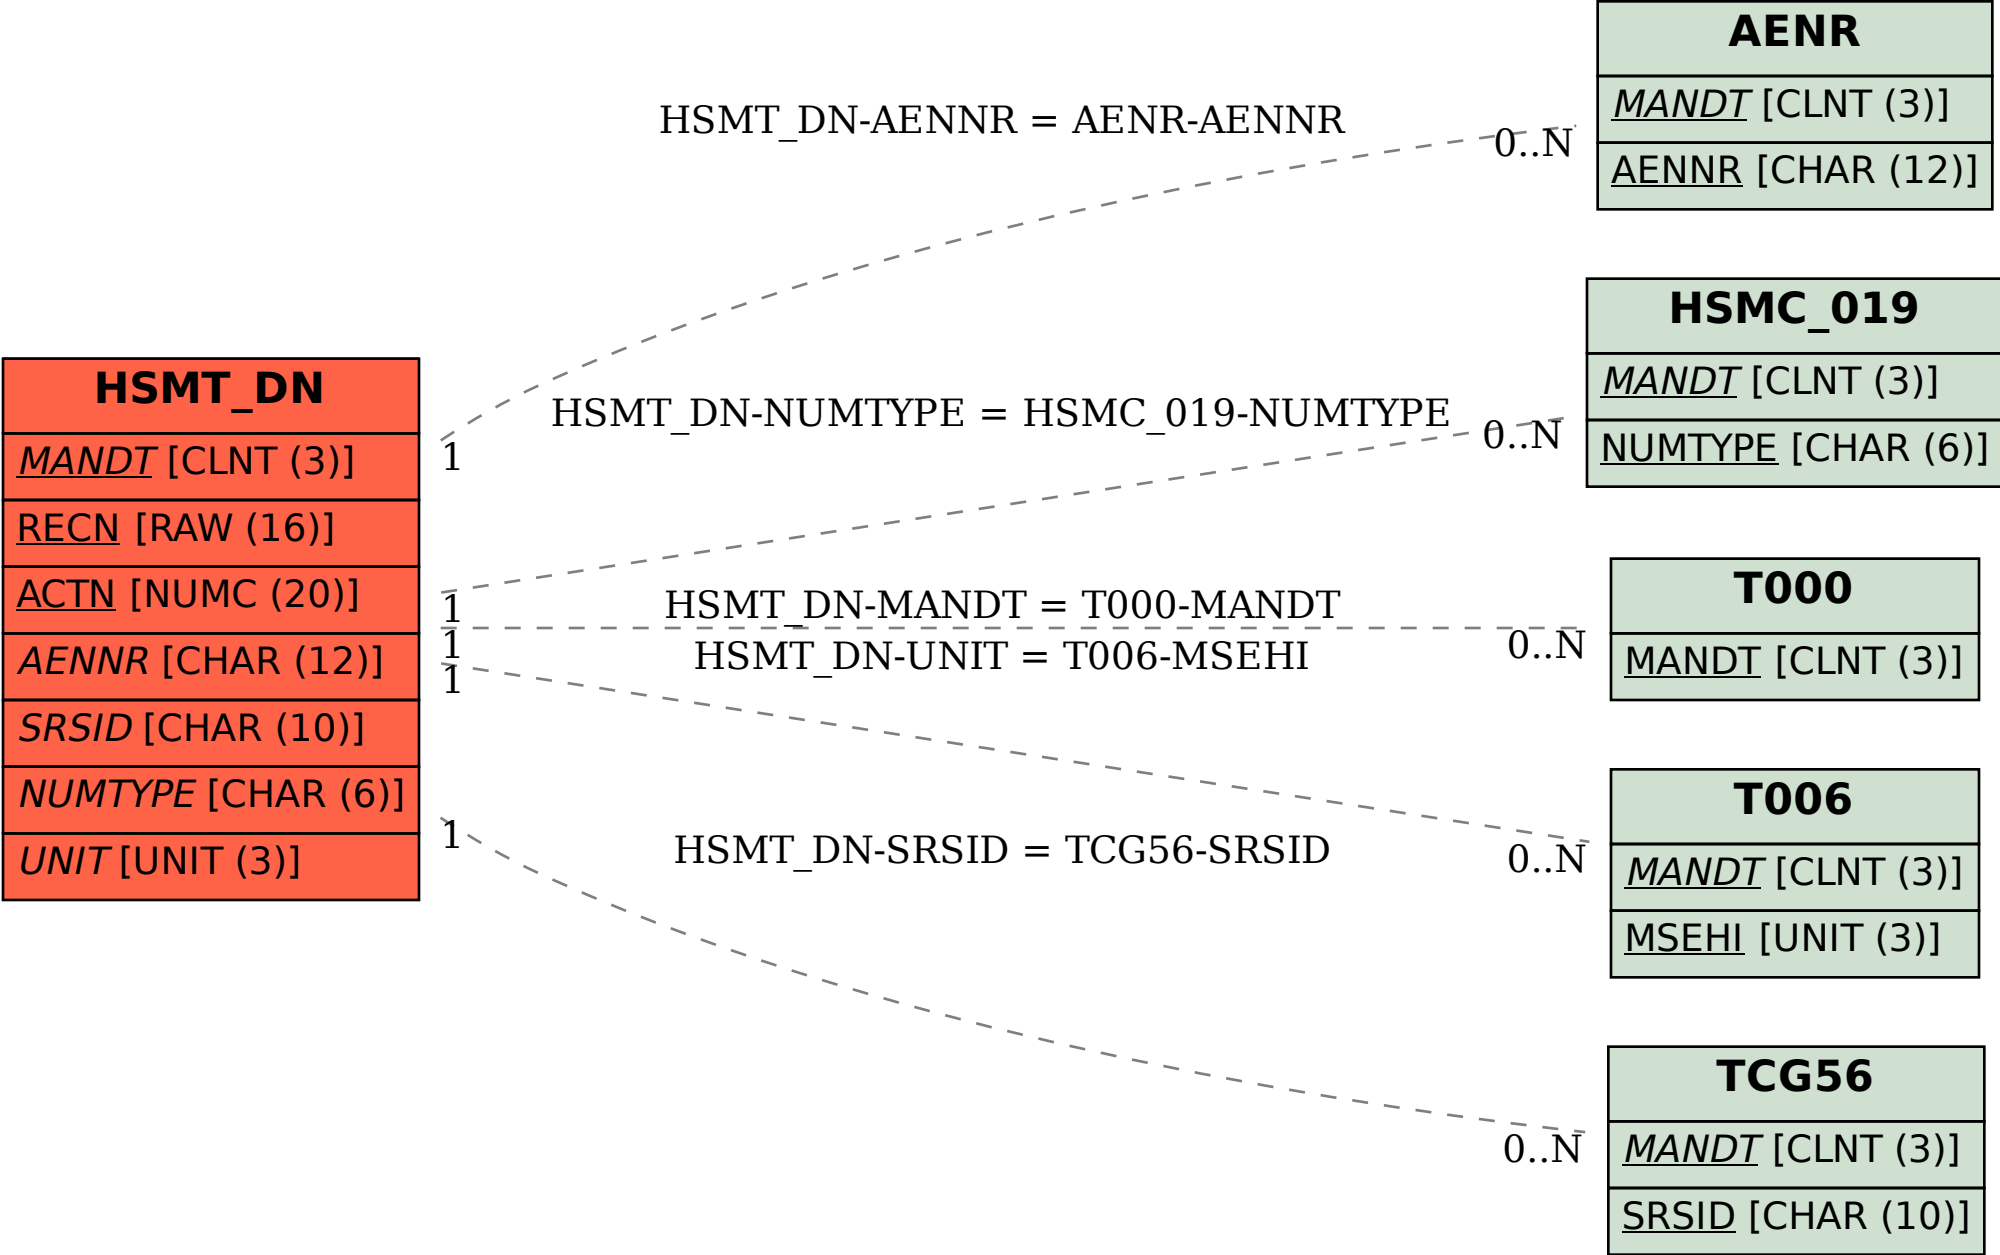 HSMT_DN
MANDT [CLNT (3)]
RECN [RAW (16)]
ACTN [NUMC (20)]
AENNR [CHAR (12)]
SRSID [CHAR (10)]
NUMTYPE [CHAR (6)]
UNIT [UNIT (3)]
HSMT_DN-AENNR = AENR-AENNR
1
0..N
HSMT_DN-NUMTYPE = HSMC_019-NUMTYPE
1
0..N
HSMT_DN-MANDT = T000-MANDT
1
0..N
HSMT_DN-UNIT = T006-MSEHI
1
0..N
HSMT_DN-SRSID = TCG56-SRSID
1
0..N
AENR
MANDT [CLNT (3)]
AENNR [CHAR (12)]
HSMC_019
MANDT [CLNT (3)]
NUMTYPE [CHAR (6)]
T000
MANDT [CLNT (3)]
T006
MANDT [CLNT (3)]
MSEHI [UNIT (3)]
TCG56
MANDT [CLNT (3)]
SRSID [CHAR (10)]